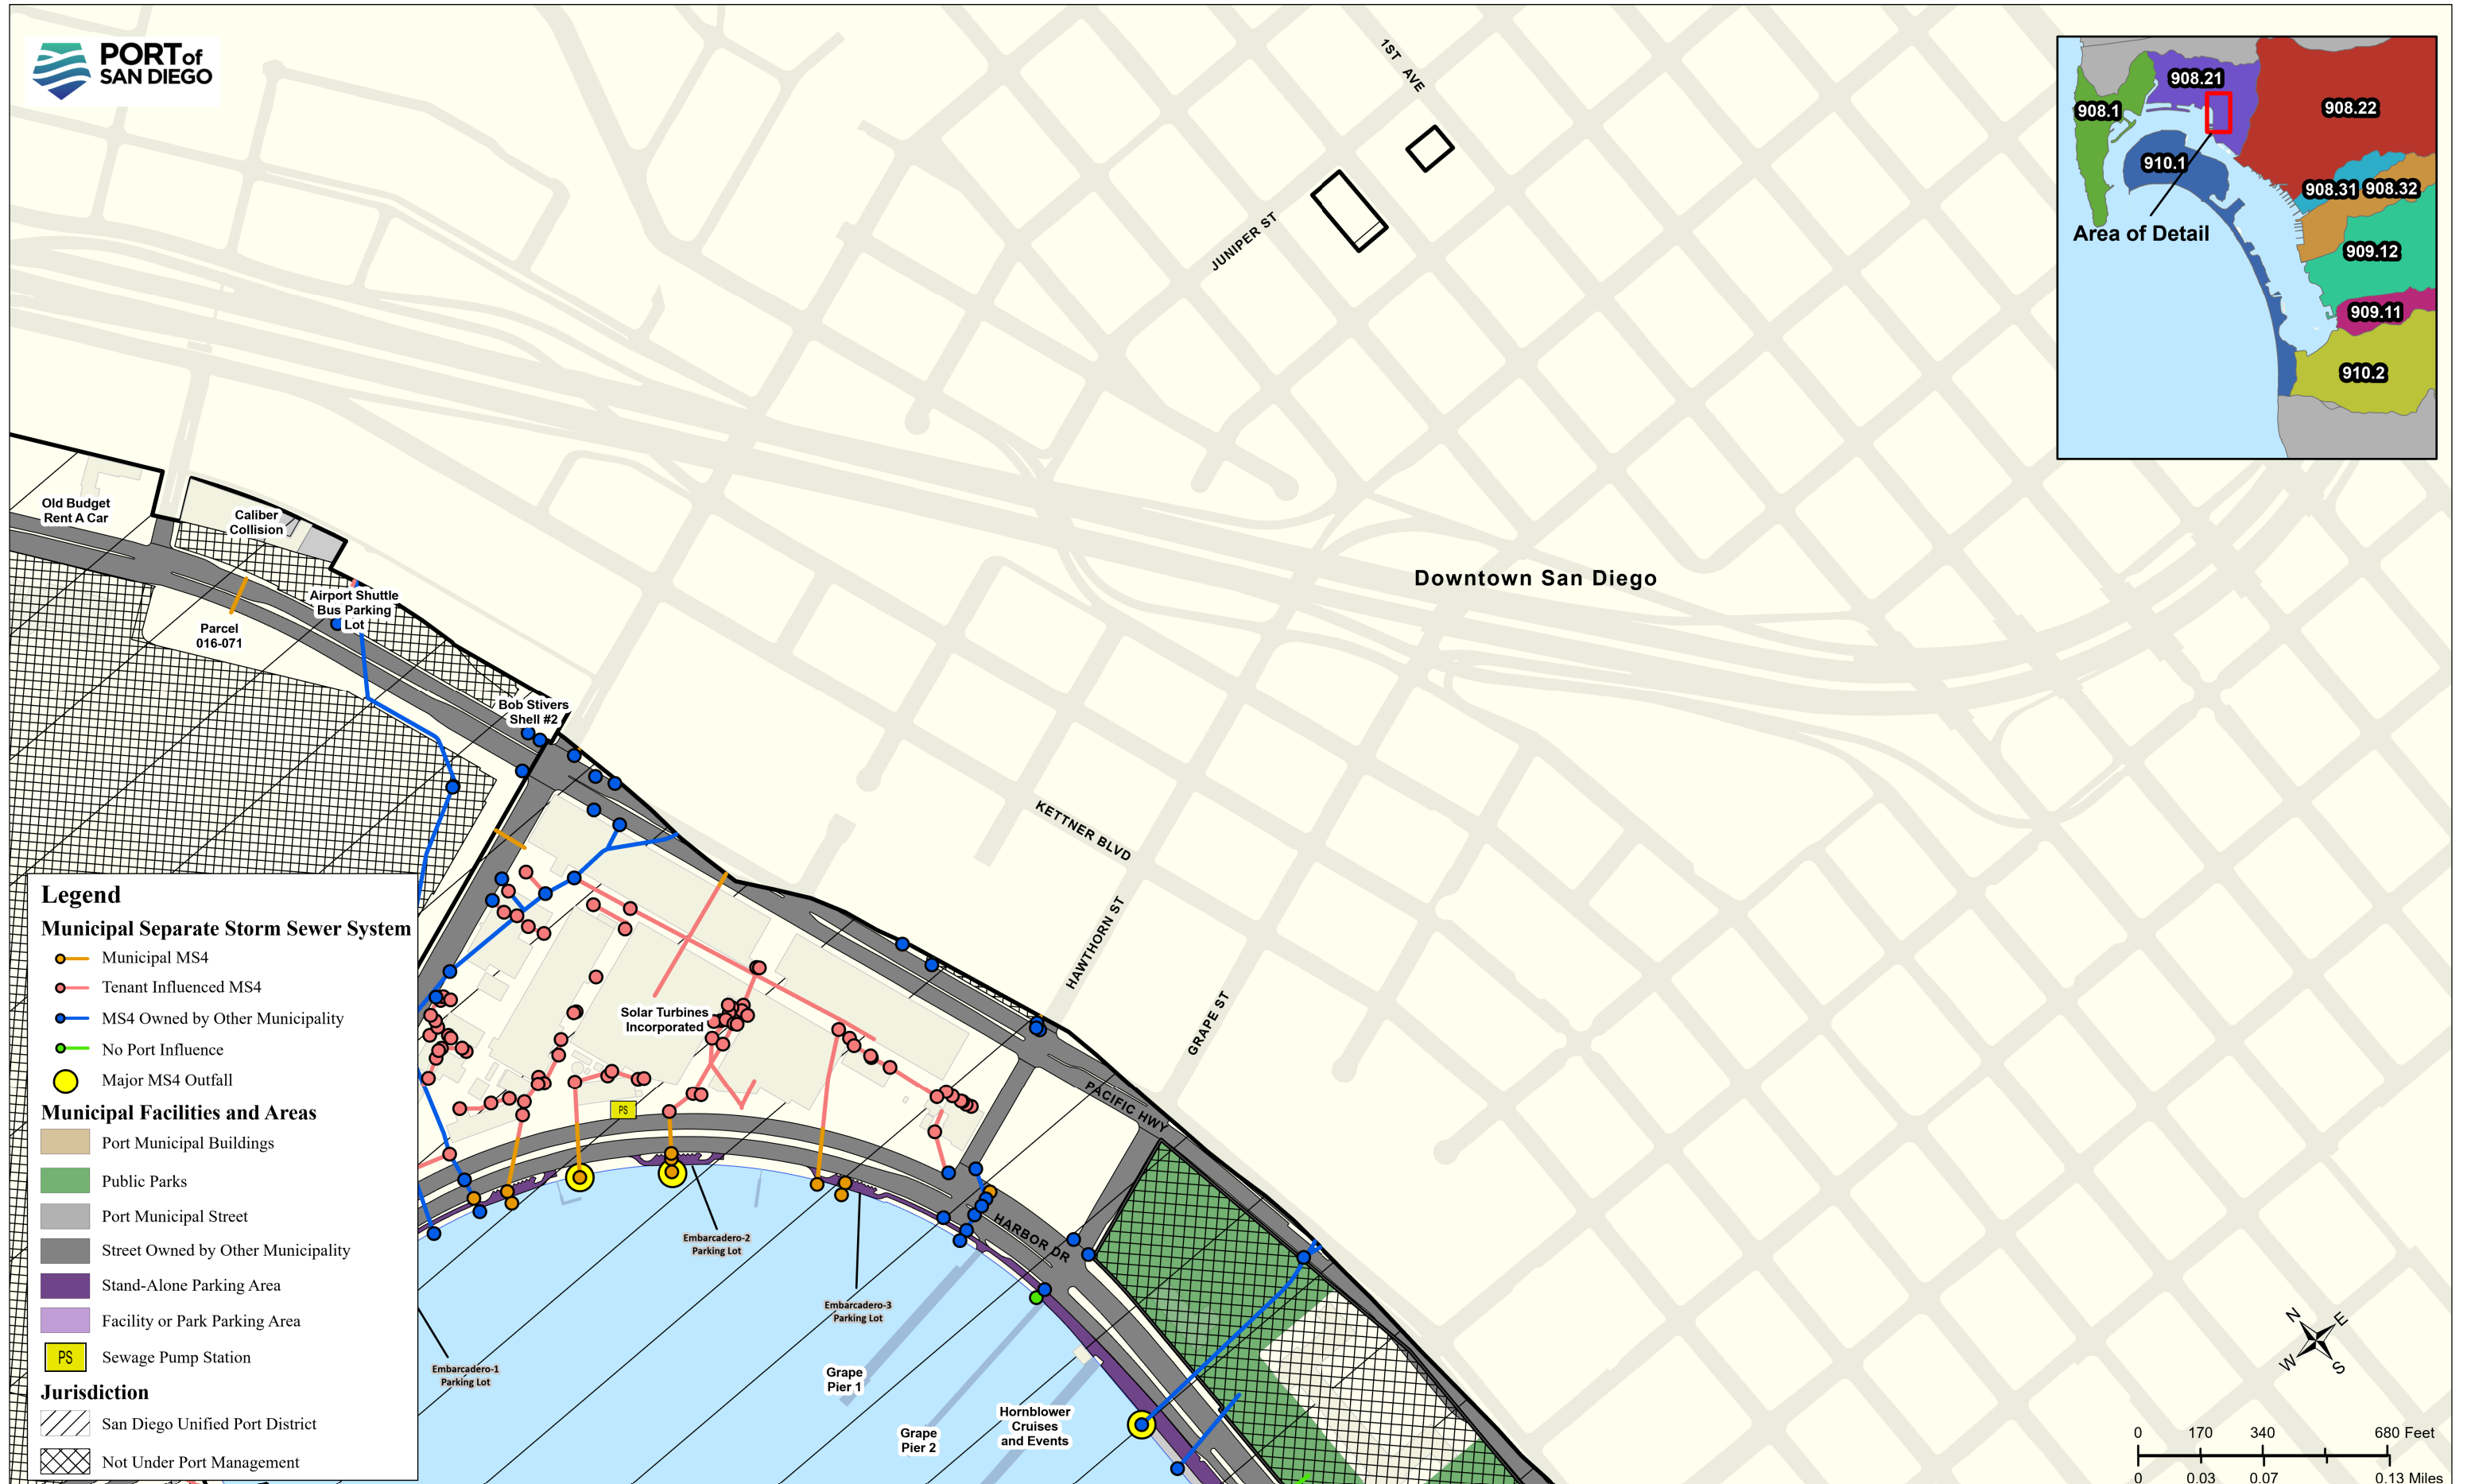 PORT of
SAN DIEGO
1ST AVE
JUNIPER ST
908.21
908.1
908.22
910.1
908.31
908.32
Area of Detail
909.12
909.11
910.2
Old Budget
Rent A Car
Caliber
Collision
Downtown San Diego
Airport Shuttle
Bus Parking
Lot
Parcel
016-071
Bob Stivers
Shell #2
KETTNER BLVD
HAWTHORN ST
GRAPE ST
Solar Turbines
Incorporated
PACIFIC HWY
PS
HARBOR DR
Embarcadero-2
Parking Lot
Embarcadero-3
Parking Lot
Embarcadero-1
Parking Lot
Grape
Pier 1
Grape
Pier 2
Hornblower
Cruises
and Events
Legend
Municipal Separate Storm Sewer System
Municipal MS4
Tenant Influenced MS4
MS4 Owned by Other Municipality
No Port Influence
Major MS4 Outfall
Municipal Facilities and Areas
Port Municipal Buildings
Public Parks
Port Municipal Street
Street Owned by Other Municipality
Stand-Alone Parking Area
Facility or Park Parking Area
PS Sewage Pump Station
Jurisdiction
San Diego Unified Port District
Not Under Port Management
N
E
W
S
0 170 340 680 Feet
0 0.03 0.07 0.13 Miles